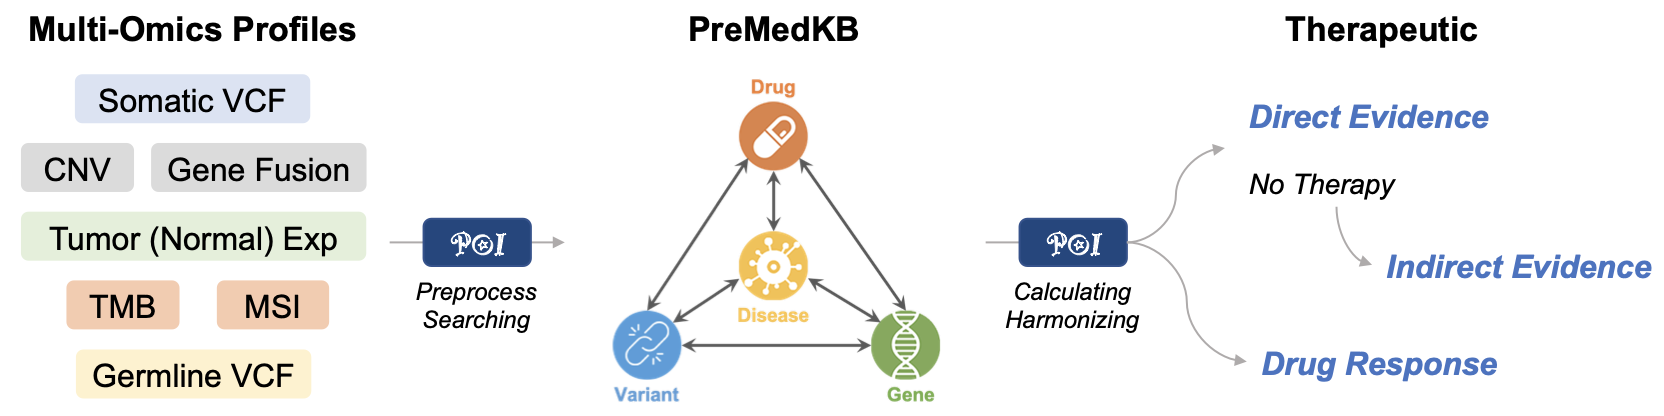 Multi-Omics Profiles
Somatic VCF
CNV
Gene Fusion
Tumor (Normal) Exp
TMB
MSI
Germline VCF
POI
Preprocess
Searching
PreMedKB
Drug
Disease
Variant
Gene
POI
Calculating
Harmonizing
Therapeutic
Direct Evidence
No Therapy
Indirect Evidence
Drug Response